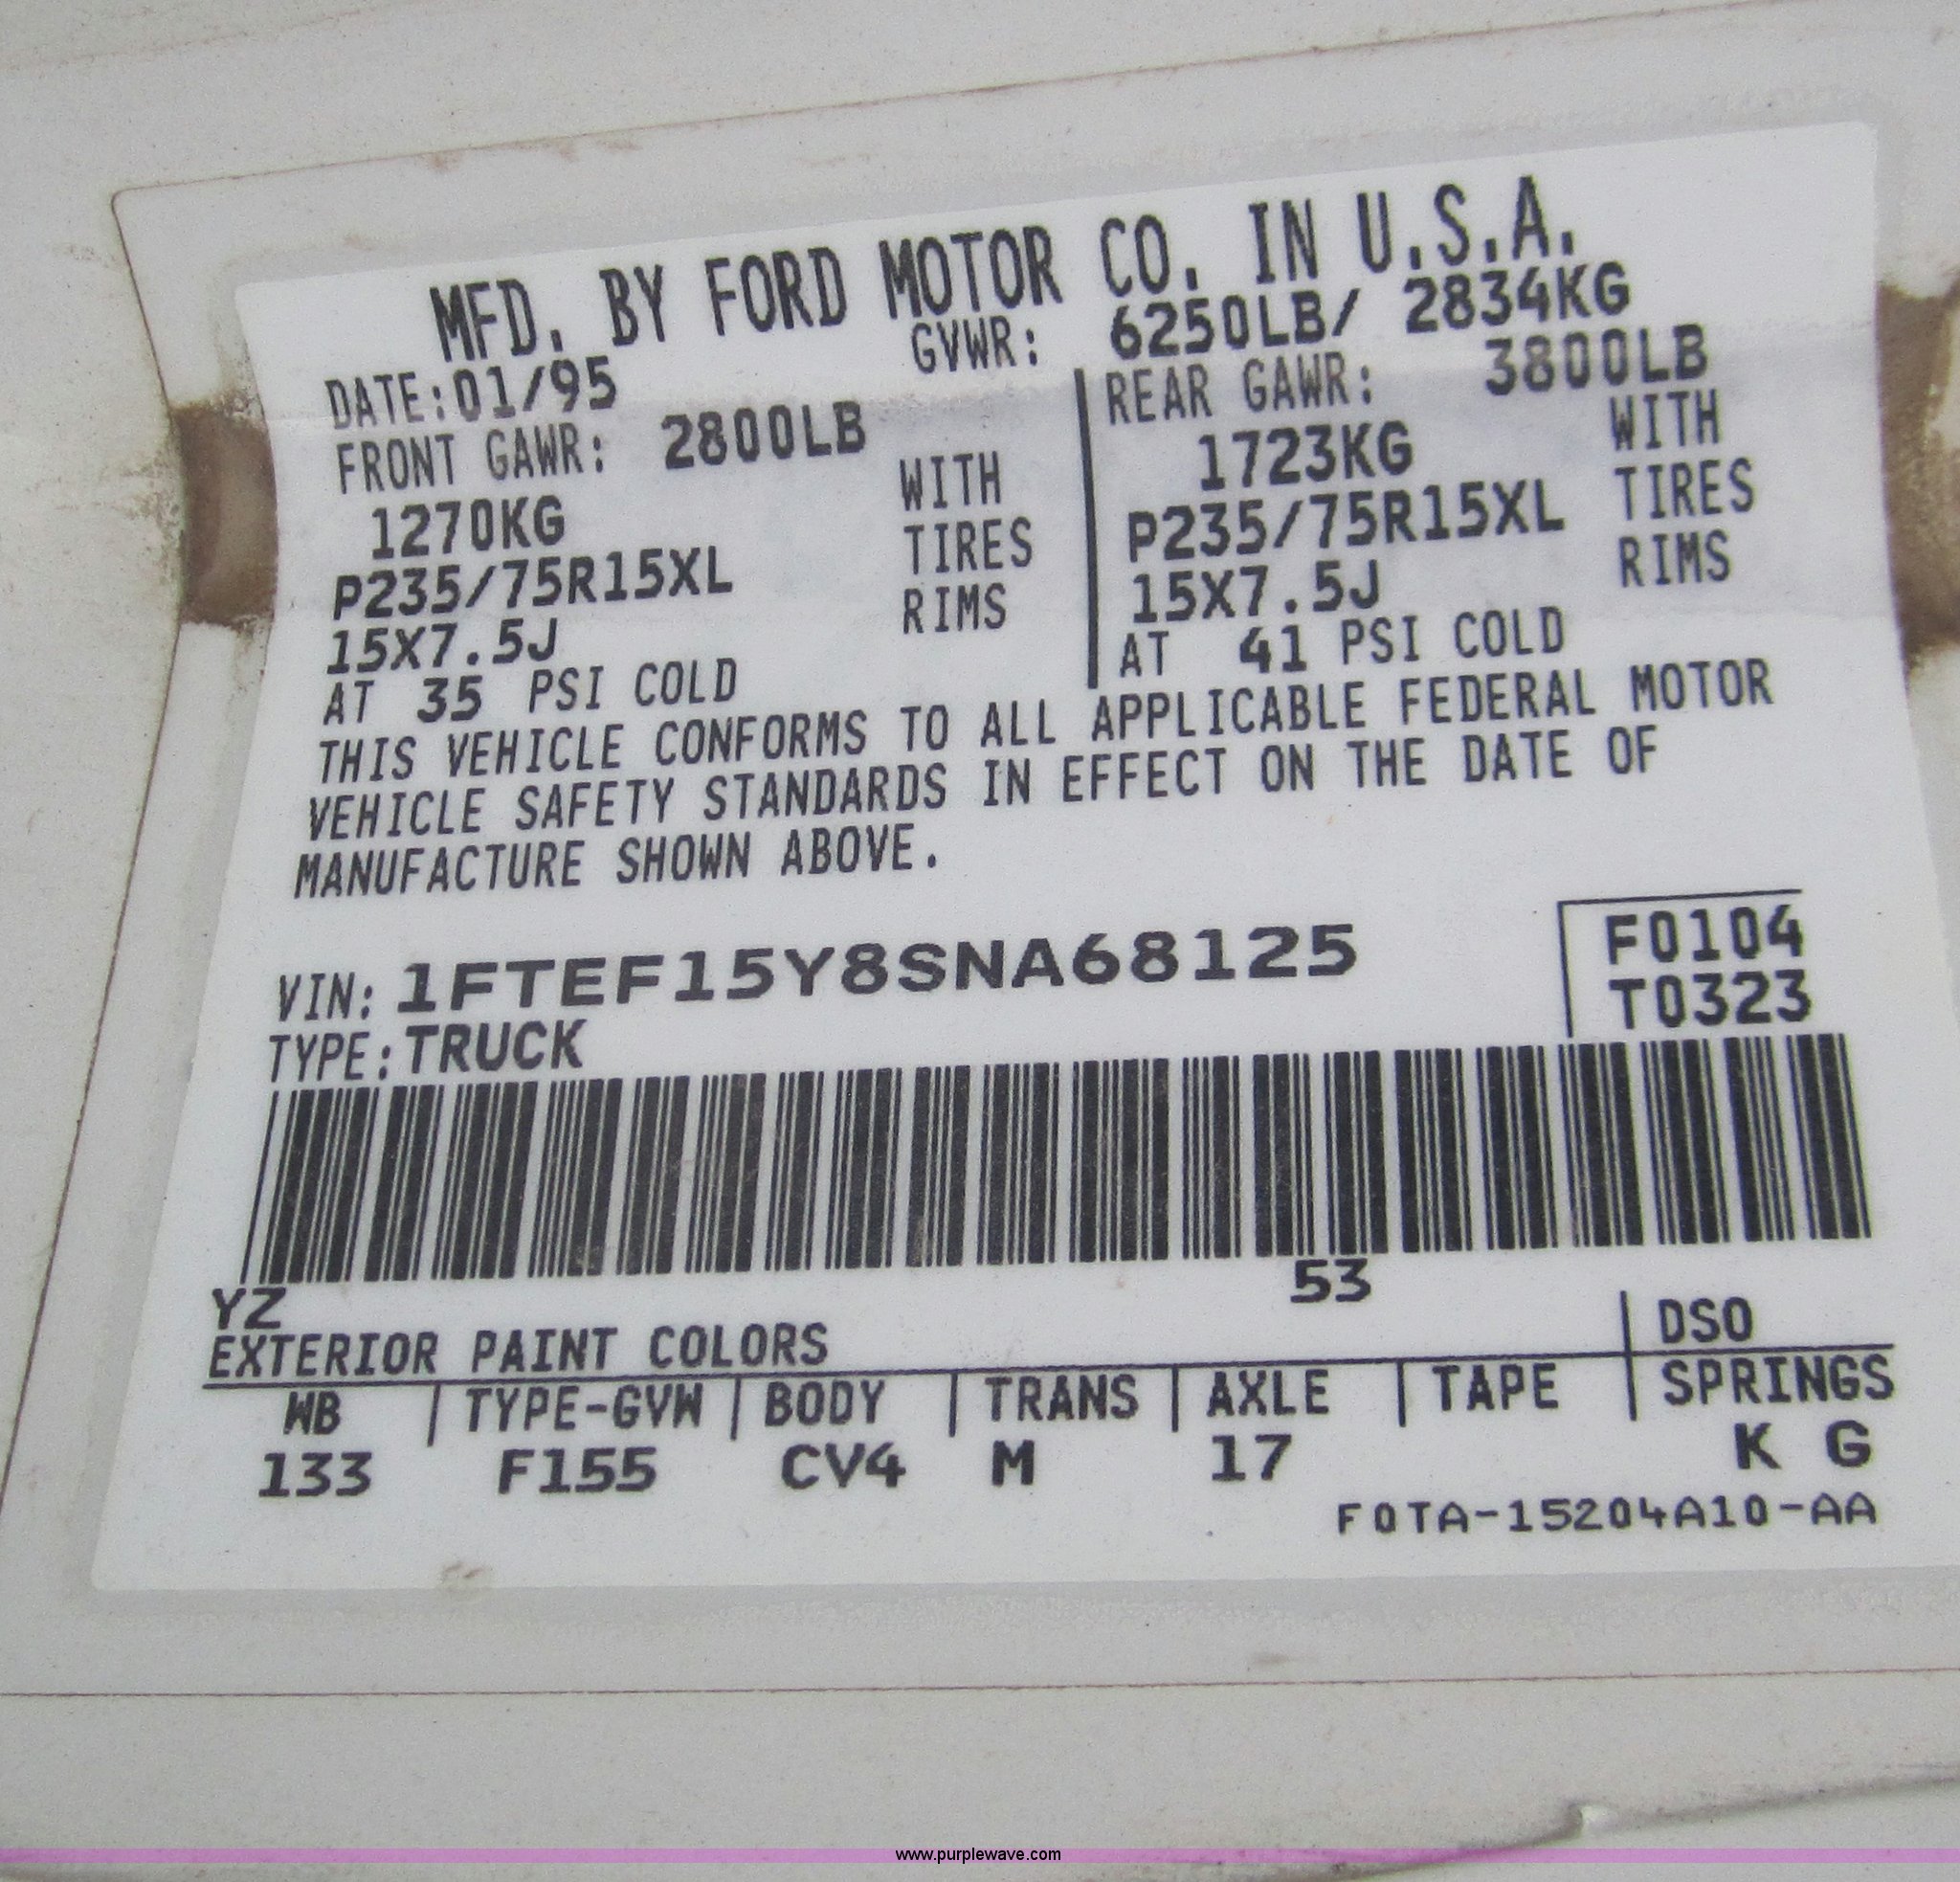 MFD. BY FORD MOTOR CO. IN U.S.A.
DATE:01/95 GVWR: 6250LB/ 2834KG
FRONT GAWR: 2800LB
1270KG WITH
P235/75R15XL TIRES
15X7.5J RIMS
AT 35 PSI COLD
REAR GAWR: 3800LB
1723KG WITH
P235/75R15XL TIRES
15X7.5J RIMS
AT 41 PSI COLD
THIS VEHICLE CONFORMS TO ALL APPLICABLE FEDERAL MOTOR
VEHICLE SAFETY STANDARDS IN EFFECT ON THE DATE OF
MANUFACTURE SHOWN ABOVE.
VIN: 1FTEF15Y8SNA68125
TYPE:TRUCK
F0104
T0323
YZ 53
EXTERIOR PAINT COLORS DSO
WB TYPE-GVW BODY TRANS AXLE TAPE SPRINGS
133 F155 CV4 M 17 K G
F0TA-15204A10-AA
www.purplewave.com